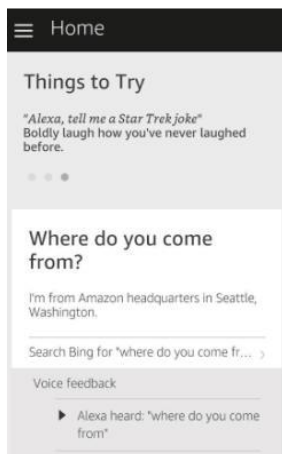 Home
Things to Try
"Alexa, tell me a Star Trek joke"
Boldly laugh how you've never laughed
before.
Where do you come
from?
I'm from Amazon headquarters in Seattle,
Washington.
Search Bing for "where do you come fr...
Voice feedback
Alexa heard: "where do you come
from"